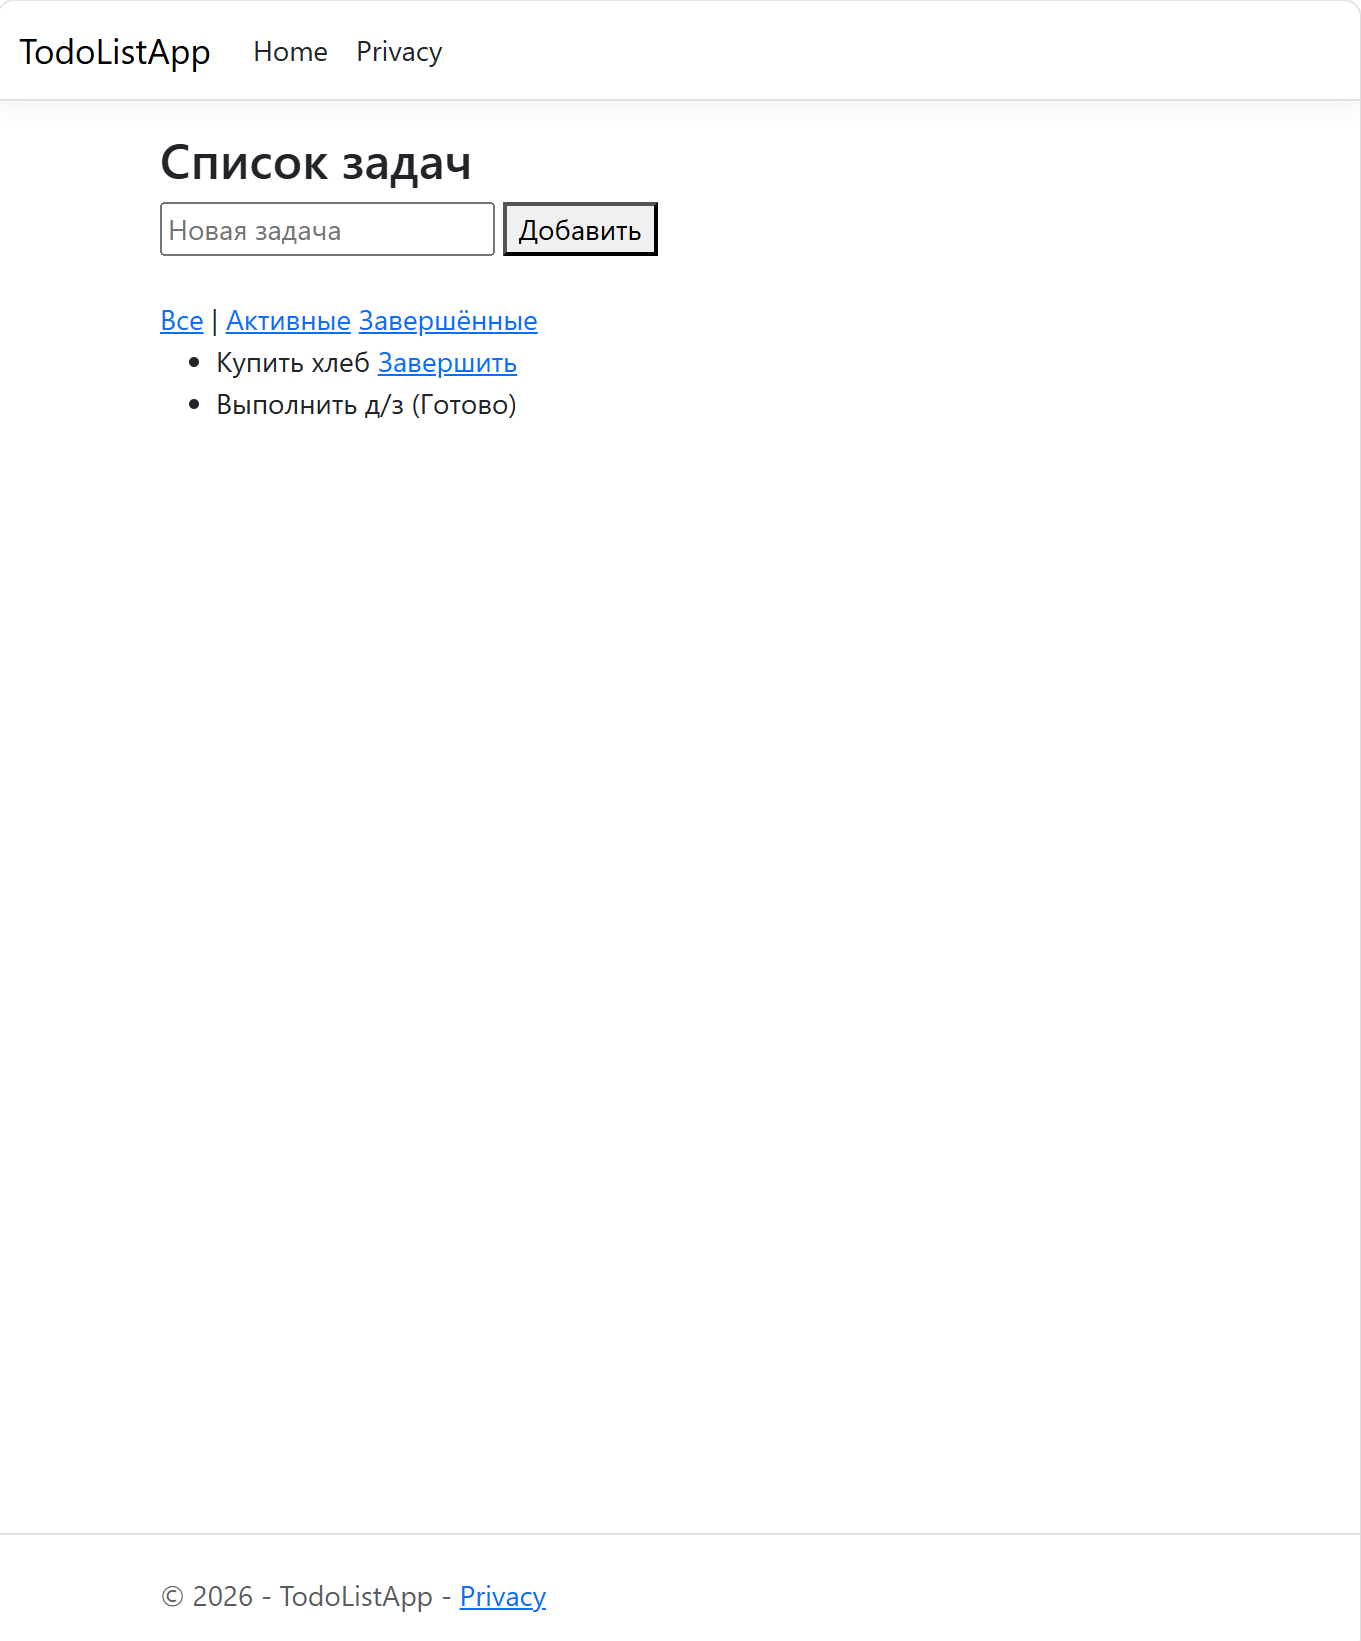 TodoListApp Home Privacy
Список задач
Новая задача Добавить
Все | Активные Завершённые
• Купить хлеб Завершить
• Выполнить д/з (Готово)
© 2026 - TodoListApp - Privacy